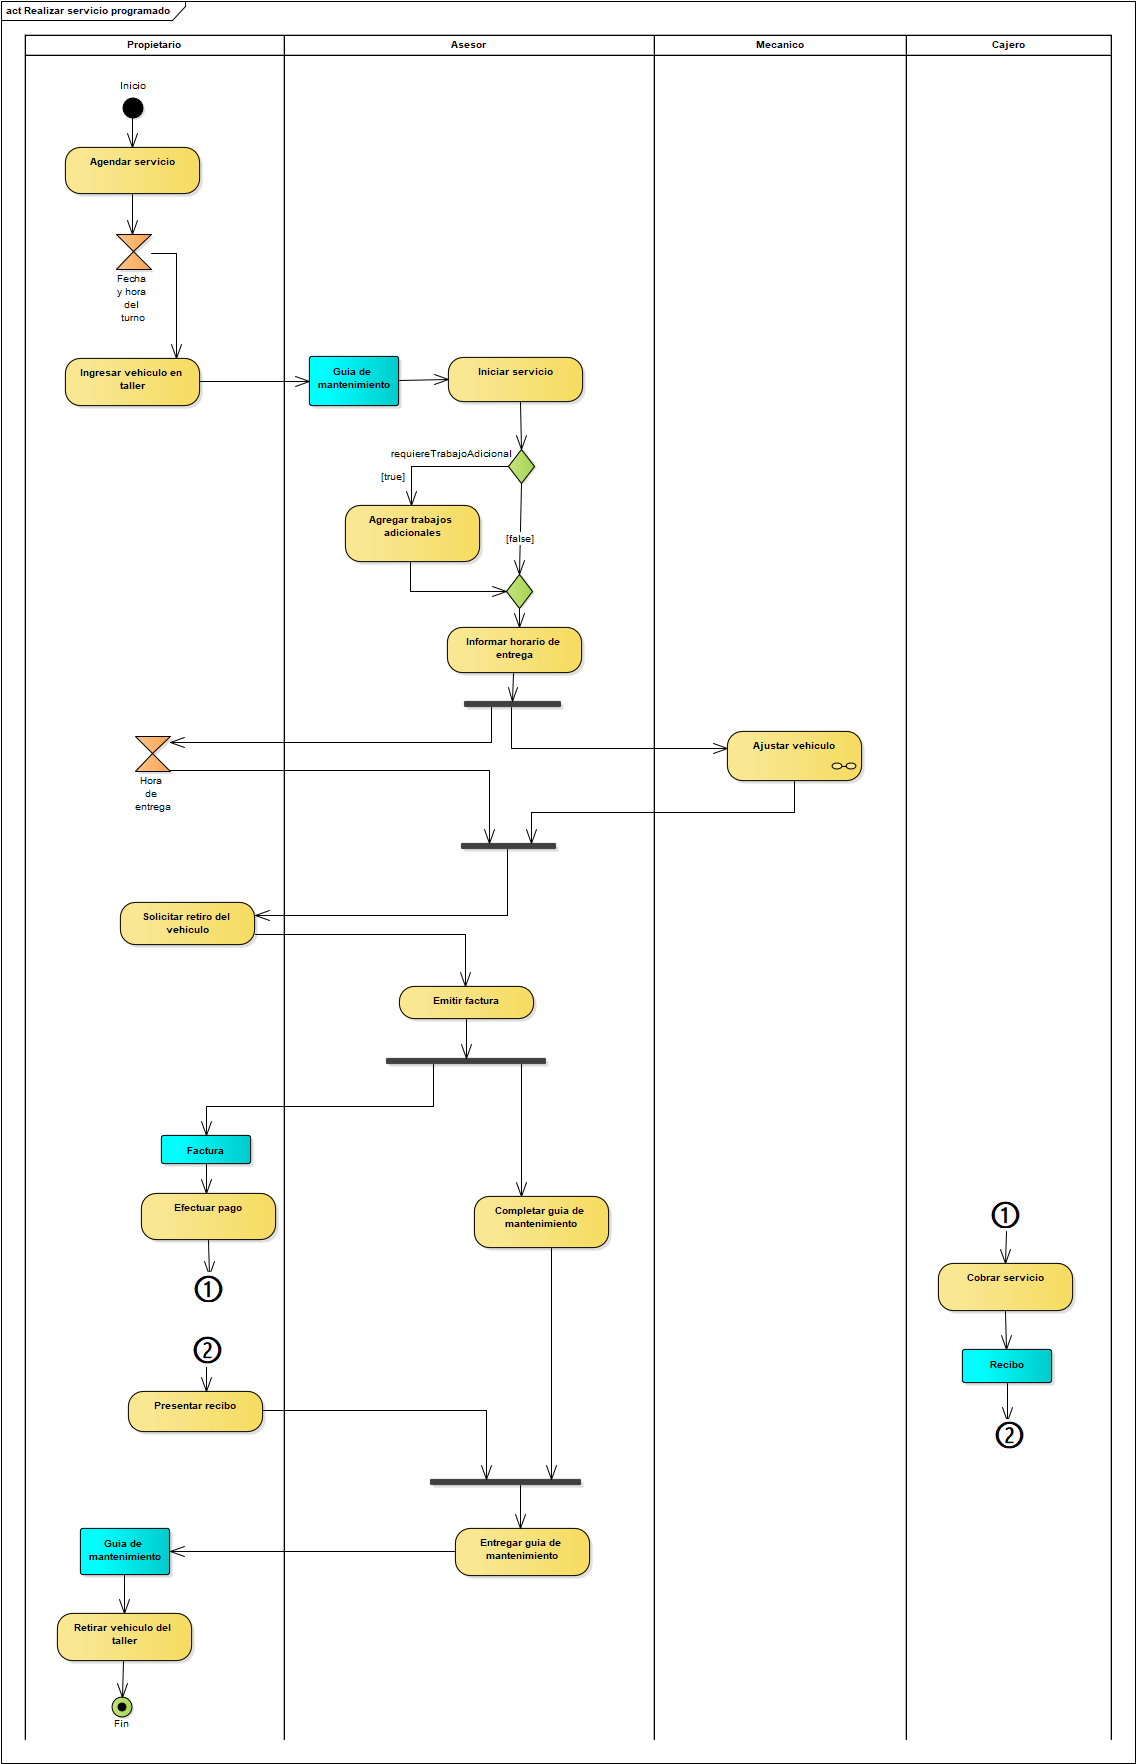 act Realizar servicio programado
Propietario
Asesor
Mecanico
Cajero
Inicio
Agendar servicio
Fecha
y hora
del
turno
Ingresar vehiculo en
taller
Guia de
mantenimiento
Iniciar servicio
requiereTrabajoAdicional
[true]
Agregar trabajos
adicionales
[false]
Informar horario de
entrega
Hora
de
entrega
Ajustar vehiculo
Solicitar retiro del
vehiculo
Emitir factura
Factura
Efectuar pago
1
Completar guia de
mantenimiento
1
Cobrar servicio
Recibo
2
2
Presentar recibo
Entregar guia de
mantenimiento
Guia de
mantenimiento
Retirar vehiculo del
taller
Fin